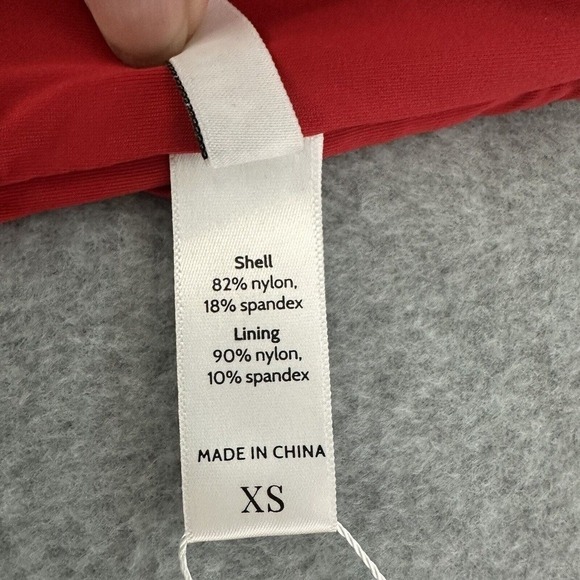 Shell
82% nylon,
18% spandex
Lining
90% nylon,
10% spandex
MADE IN CHINA
XS